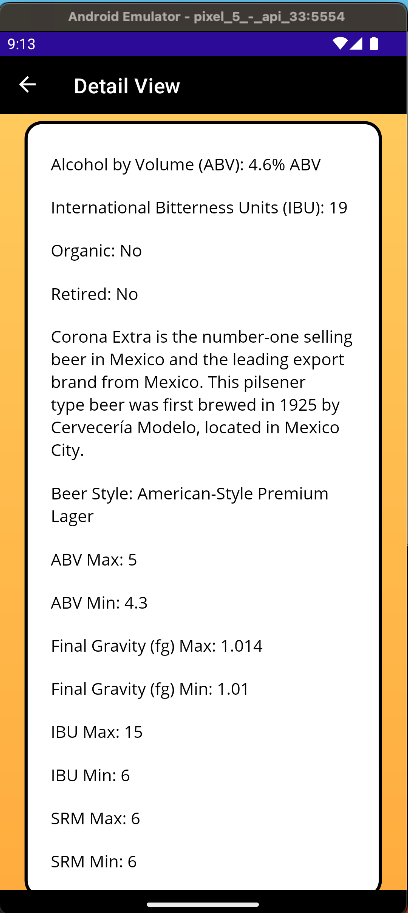 Android Emulator - pixel_5_-_api_33:5554
9:13
Detail View
Alcohol by Volume (ABV): 4.6% ABV
International Bitterness Units (IBU): 19
Organic: No
Retired: No
Corona Extra is the number-one selling
beer in Mexico and the leading export
brand from Mexico. This pilsener
type beer was first brewed in 1925 by
Cervecería Modelo, located in Mexico
City.
Beer Style: American-Style Premium
Lager
ABV Max: 5
ABV Min: 4.3
Final Gravity (fg) Max: 1.014
Final Gravity (fg) Min: 1.01
IBU Max: 15
IBU Min: 6
SRM Max: 6
SRM Min: 6